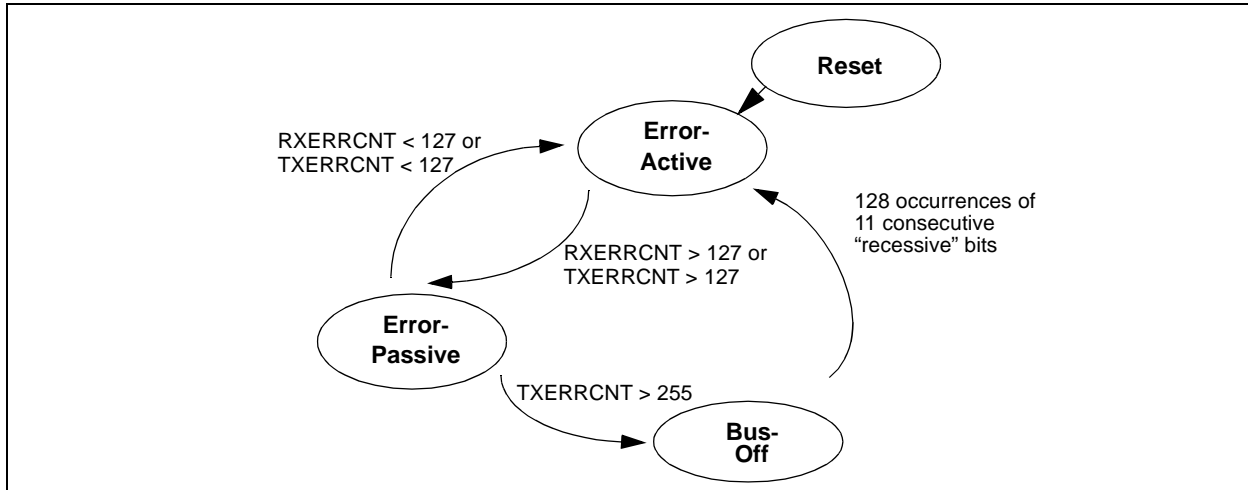 Reset
Error-
Active
RXERRCNT < 127 or
TXERRCNT < 127
128 occurrences of
11 consecutive
“recessive” bits
RXERRCNT > 127 or
TXERRCNT > 127
Error-
Passive
TXERRCNT > 255
Bus-
Off